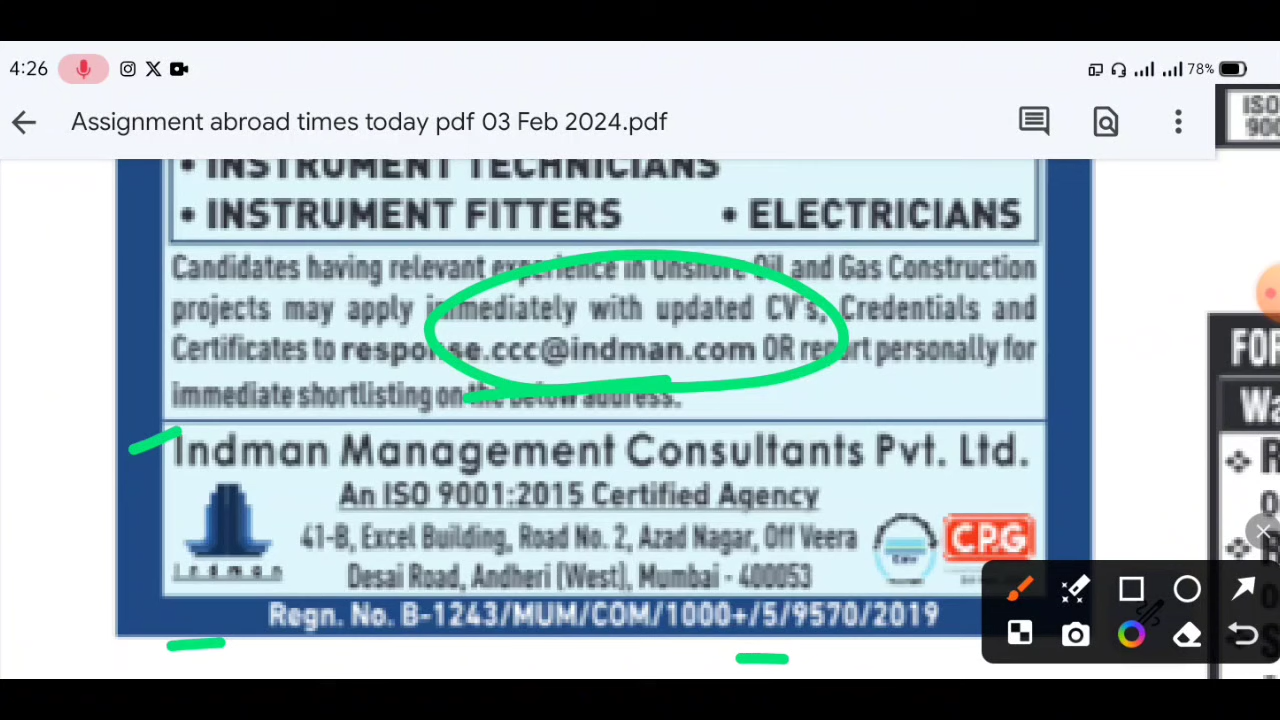 4:26
78%
Assignment abroad times today pdf 03 Feb 2024.pdf
ISO
• INSTRUMENT TECHNICIANS
• INSTRUMENT FITTERS • ELECTRICIANS
Candidates having relevant experience in Onshore Oil and Gas Construction
projects may apply immediately with updated CV's, Credentials and
Certificates to response.ccc@indman.com OR report personally for
immediate shortlisting on the below address.
Indman Management Consultants Pvt. Ltd.
An ISO 9001:2015 Certified Agency
41-B, Excel Building, Road No. 2, Azad Nagar, Off Veera
Desai Road, Andheri (West), Mumbai - 400053
Indman
CPG
Regn. No. B-1243/MUM/COM/1000+/5/9570/2019
FOR